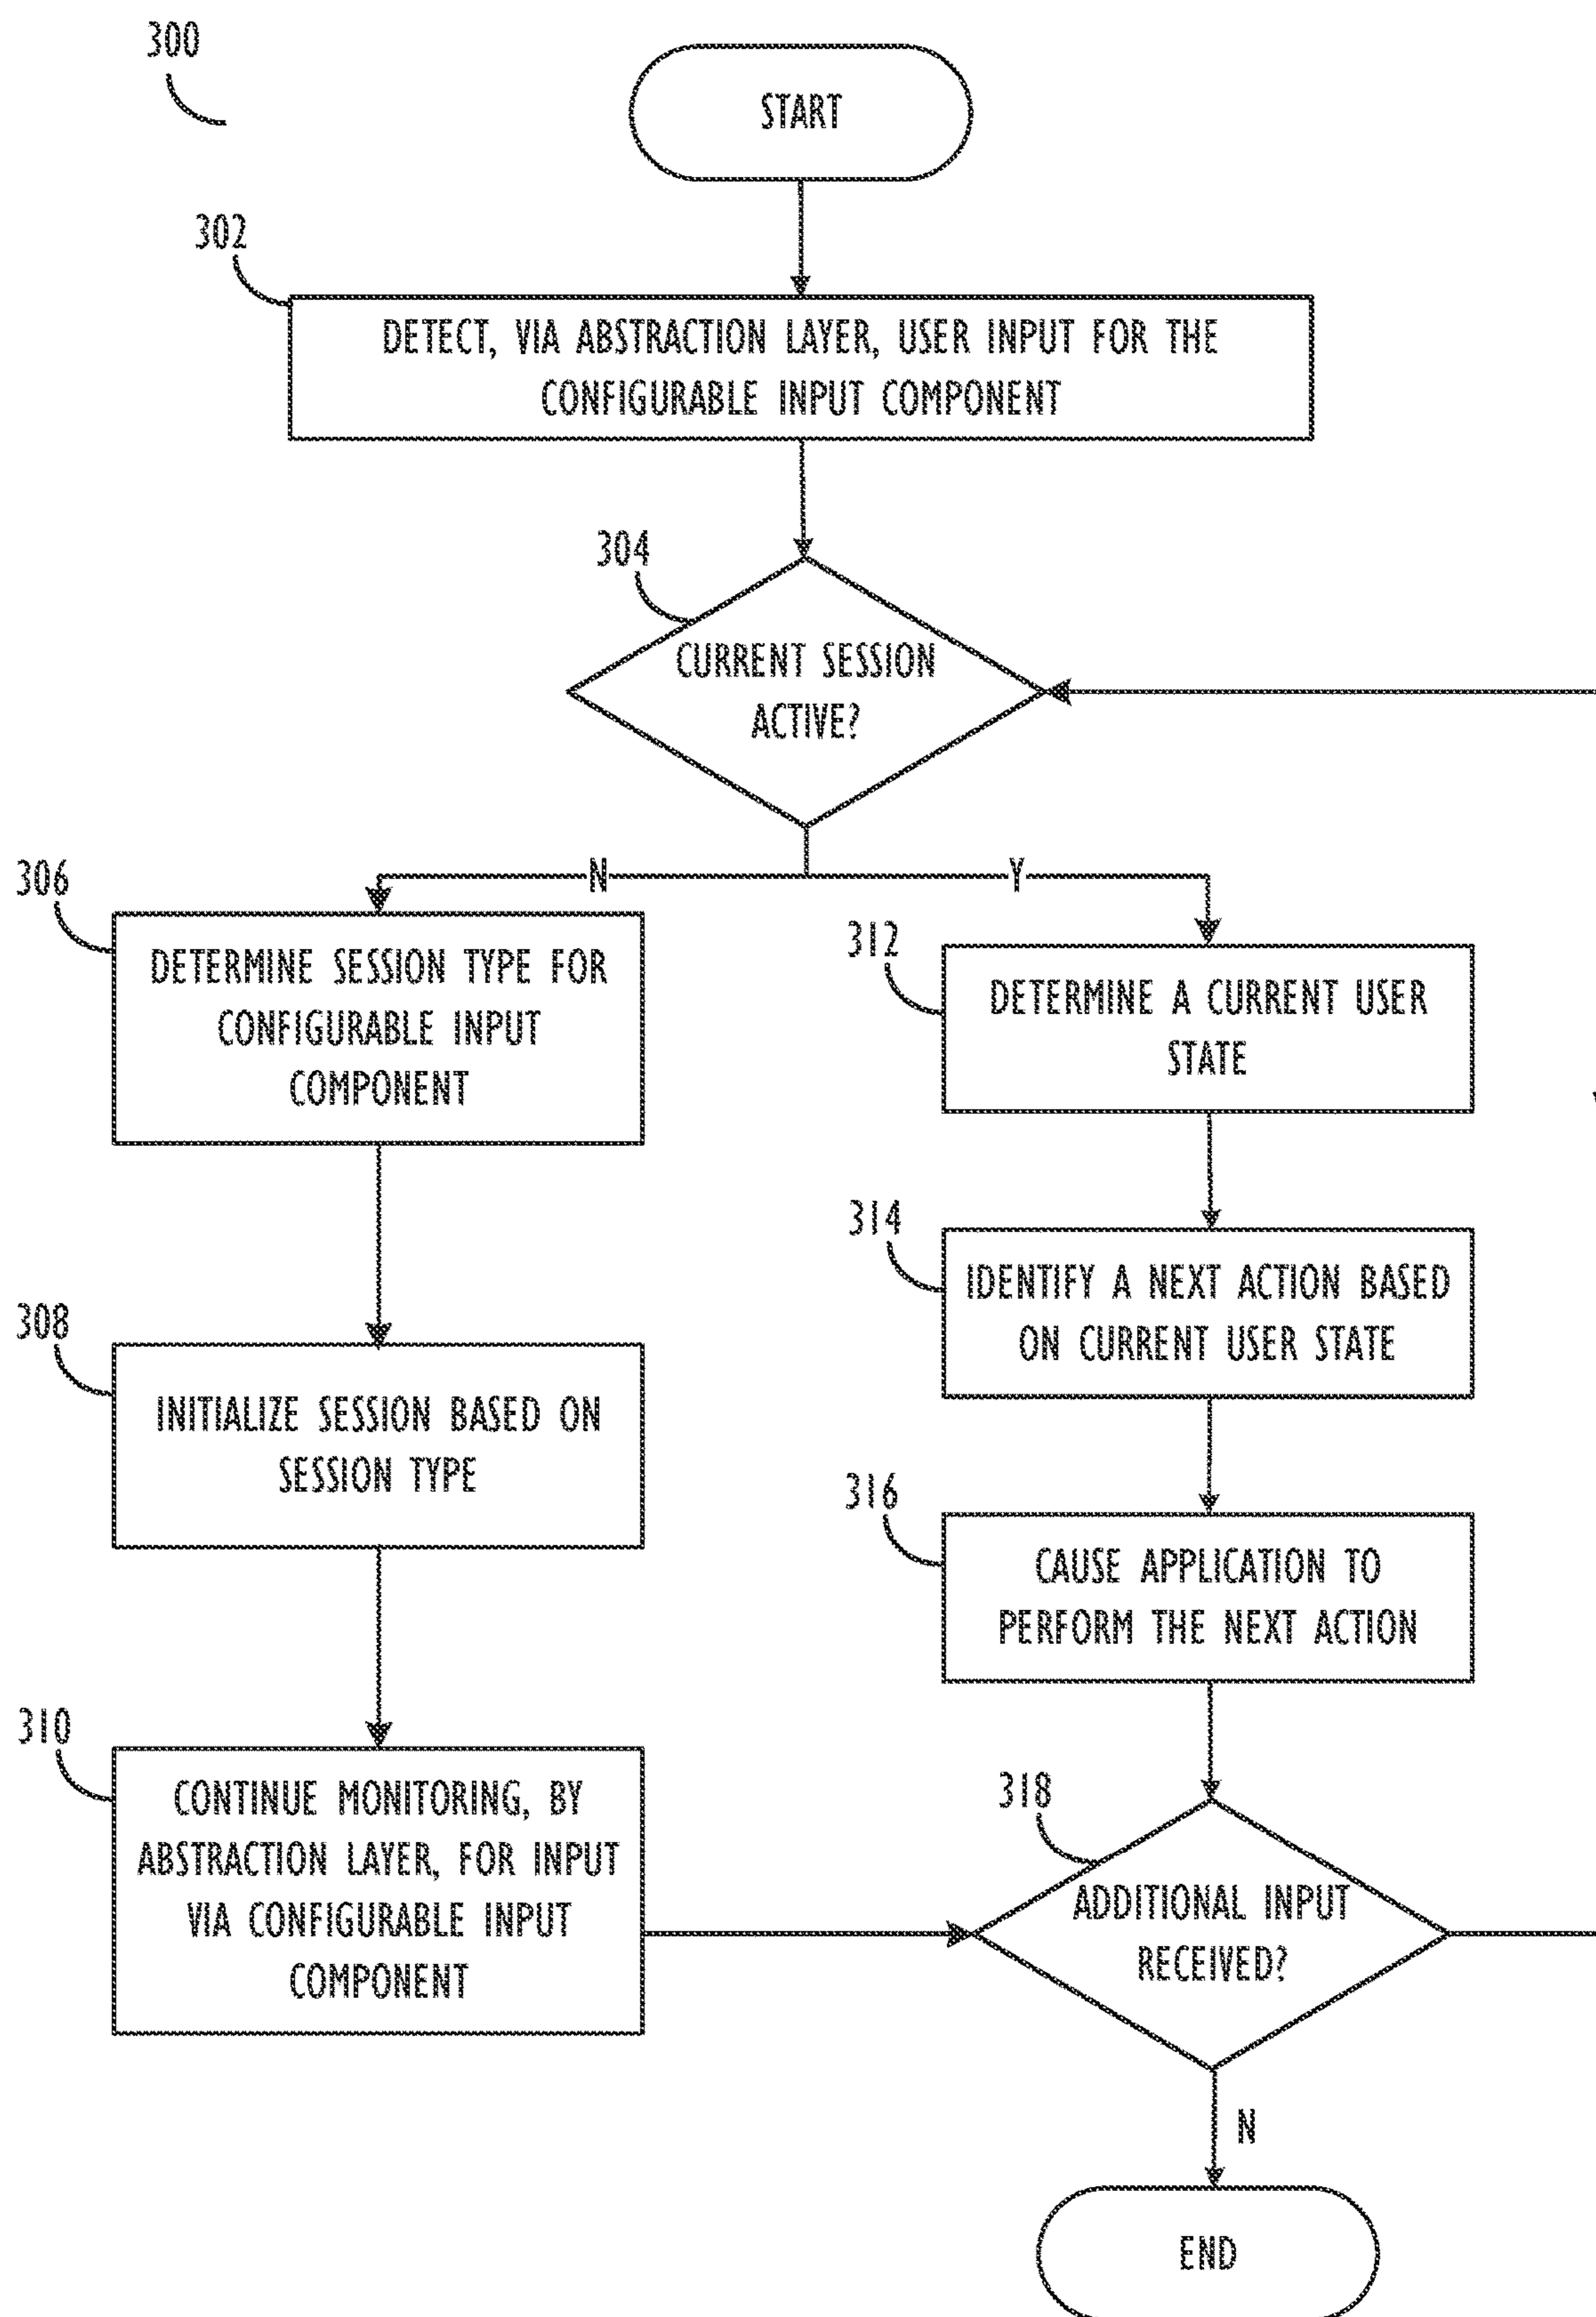 300
START
302
DETECT, VIA ABSTRACTION LAYER, USER INPUT FOR THE
CONFIGURABLE INPUT COMPONENT
304
CURRENT SESSION
ACTIVE?
N
Y
306
DETERMINE SESSION TYPE FOR
CONFIGURABLE INPUT
COMPONENT
308
INITIALIZE SESSION BASED ON
SESSION TYPE
310
CONTINUE MONITORING, BY
ABSTRACTION LAYER, FOR INPUT
VIA CONFIGURABLE INPUT
COMPONENT
312
DETERMINE A CURRENT USER
STATE
314
IDENTIFY A NEXT ACTION BASED
ON CURRENT USER STATE
316
CAUSE APPLICATION TO
PERFORM THE NEXT ACTION
318
ADDITIONAL INPUT
RECEIVED?
N
END